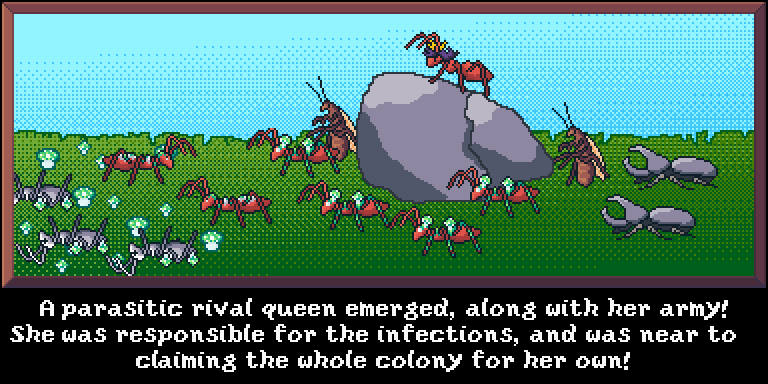 A parasitic rival queen emerged, along with her army!
She was responsible for the infections, and was near to
claiming the whole colony for her own!